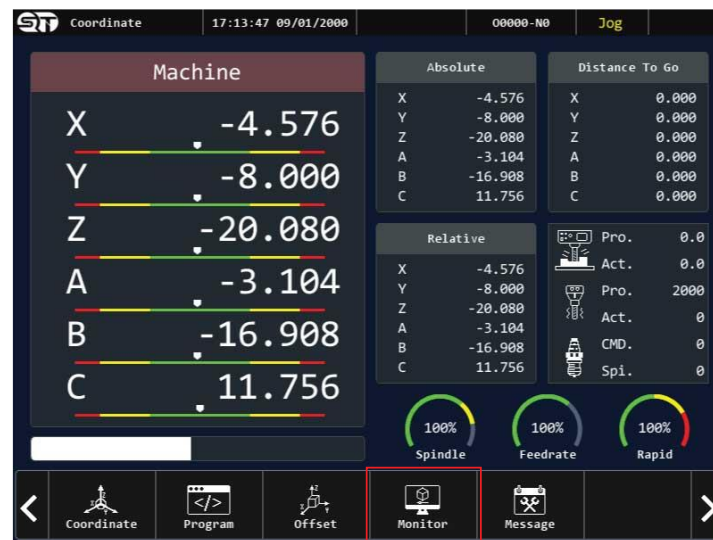 Coordinate 17:13:47 09/01/2000 O0000-N0 Jog
Machine
X -4.576
Y -8.000
Z -20.080
A -3.104
B -16.908
C 11.756
Absolute
X -4.576
Y -8.000
Z -20.080
A -3.104
B -16.908
C 11.756
Distance To Go
X 0.000
Y 0.000
Z 0.000
A 0.000
B 0.000
C 0.000
Relative
X -4.576
Y -8.000
Z -20.080
A -3.104
B -16.908
C 11.756
Pro. 0.0
Act. 0.0
Pro. 2000
Act. 0
CMD. 0
Spi. 0
100% 100% 100%
Spindle Feedrate Rapid
Coordinate Program Offset Monitor Message